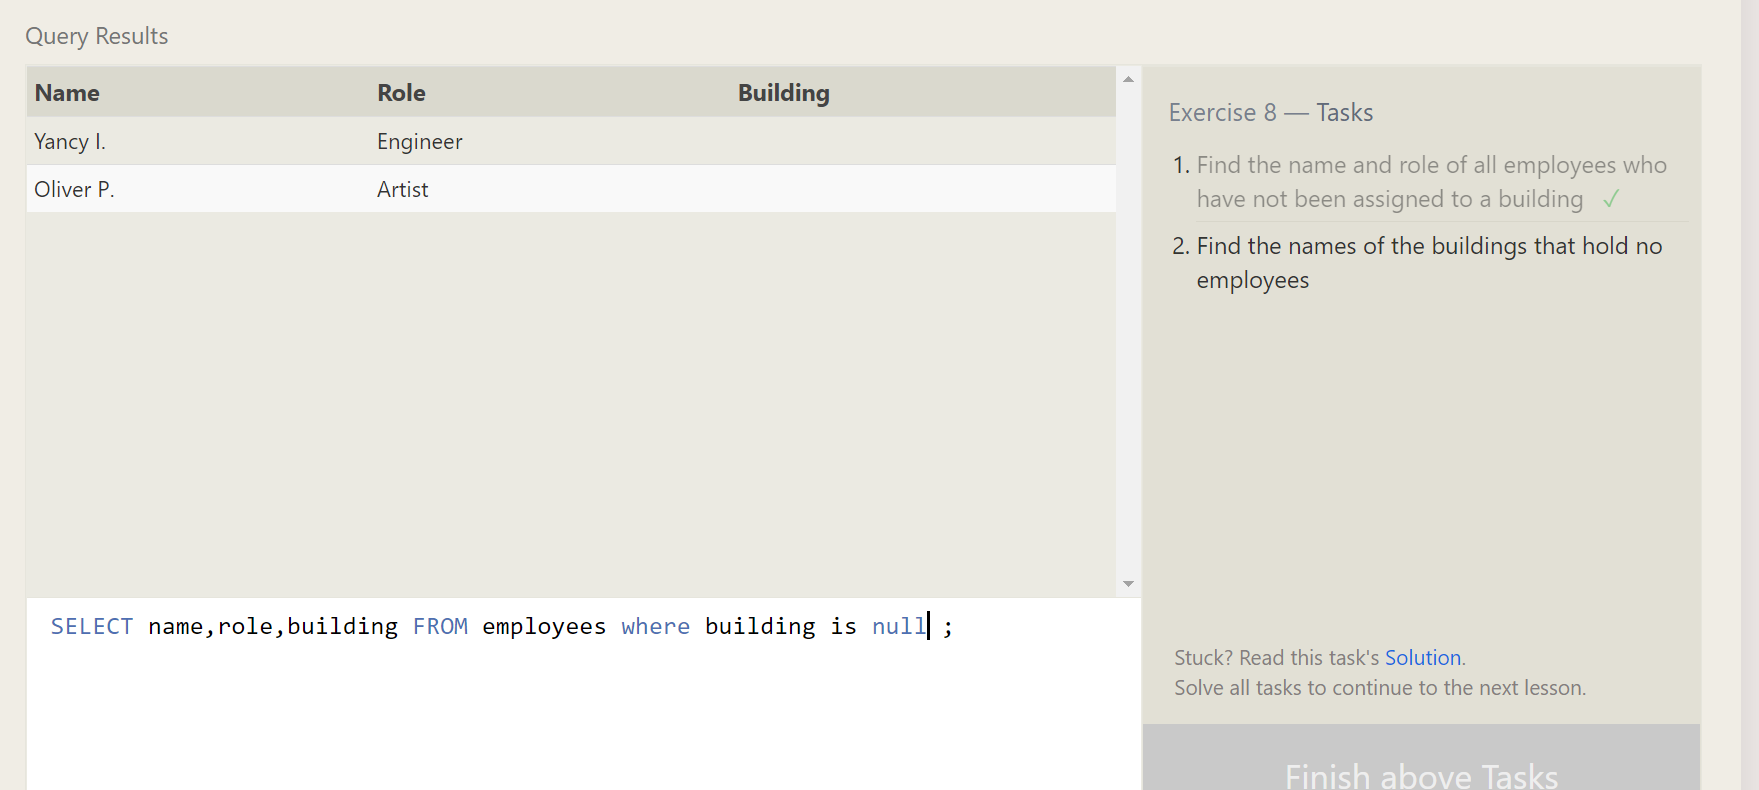 Query Results
Name Role Building
Yancy I. Engineer
Oliver P. Artist
SELECT name,role,building FROM employees where building is null ;
Exercise 8 — Tasks
1. Find the name and role of all employees who
have not been assigned to a building ✓
2. Find the names of the buildings that hold no
employees
Stuck? Read this task's Solution.
Solve all tasks to continue to the next lesson.
Finish above Tasks